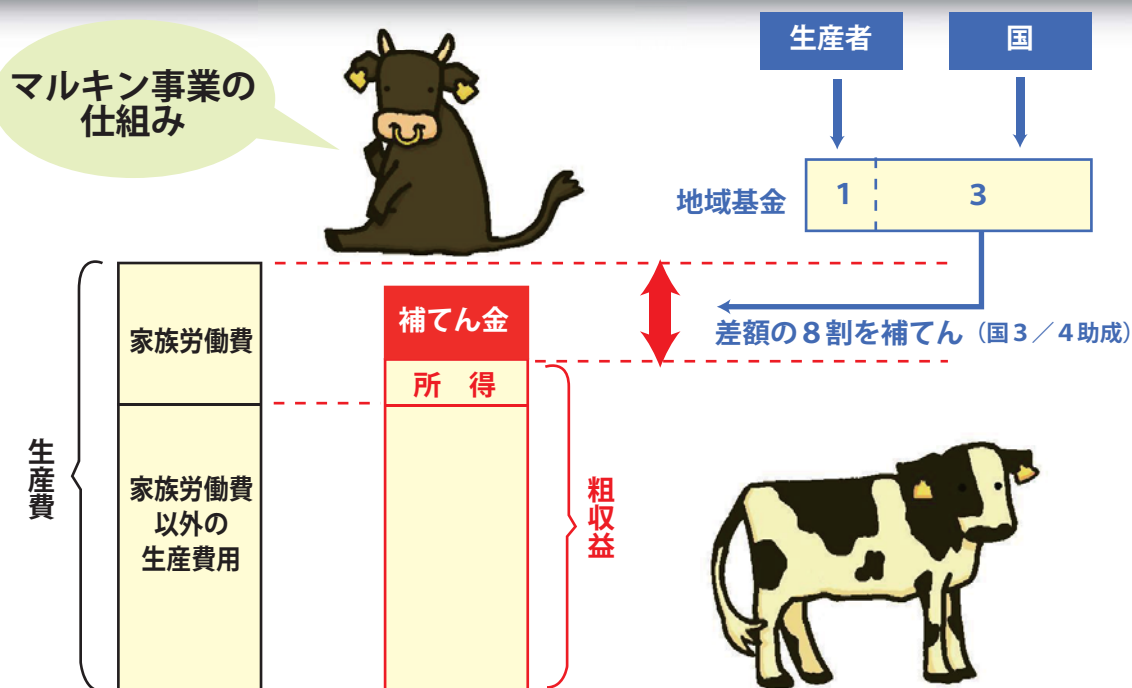 マルキン事業の
仕組み
生産者
国
地域基金
1
3
差額の8割を補てん（国3／4助成）
補てん金
所 得
粗収益
生産費
家族労働費
家族労働費
以外の
生産費用